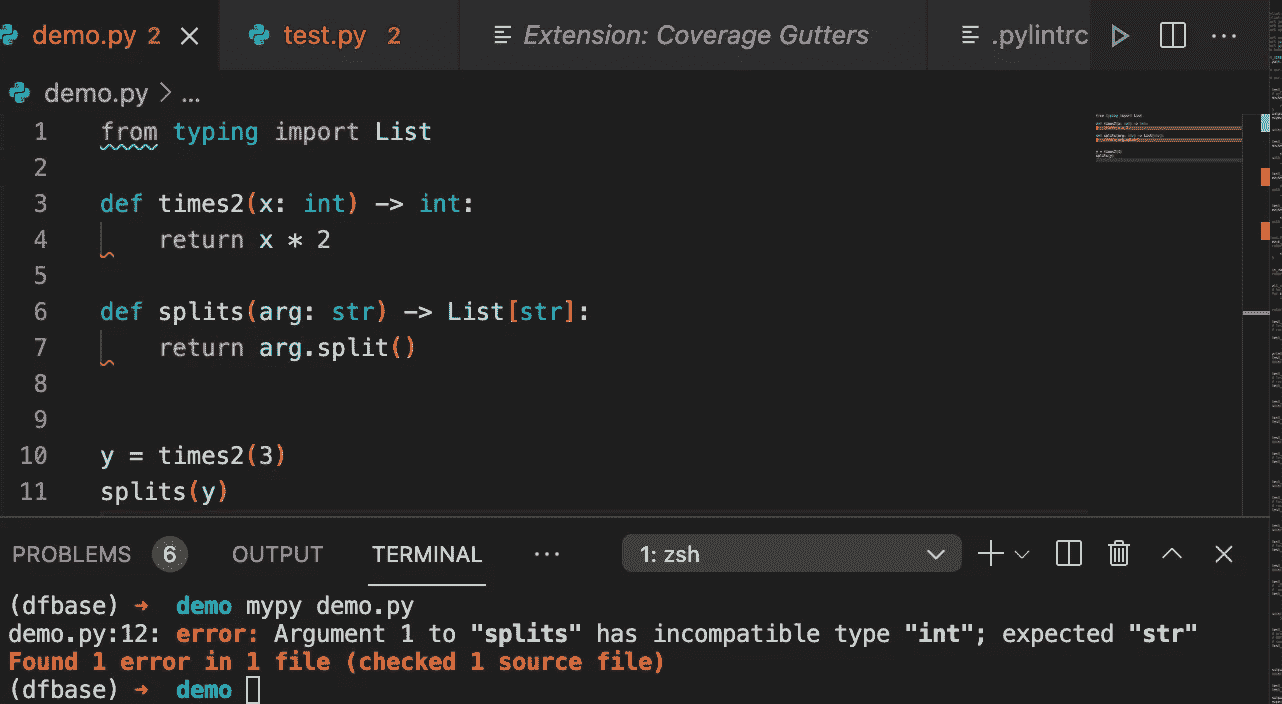 demo.py 2 × test.py 2 Extension: Coverage Gutters .pylintrc ...
demo.py > ...
1 from typing import List
2
3 def times2(x: int) -> int:
4     return x * 2
5
6 def splits(arg: str) -> List[str]:
7     return arg.split()
8
9
10 y = times2(3)
11 splits(y)
PROBLEMS 6 OUTPUT TERMINAL ... 1: zsh
(dfbase) → demo mypy demo.py
demo.py:12: error: Argument 1 to "splits" has incompatible type "int"; expected "str"
Found 1 error in 1 file (checked 1 source file)
(dfbase) → demo